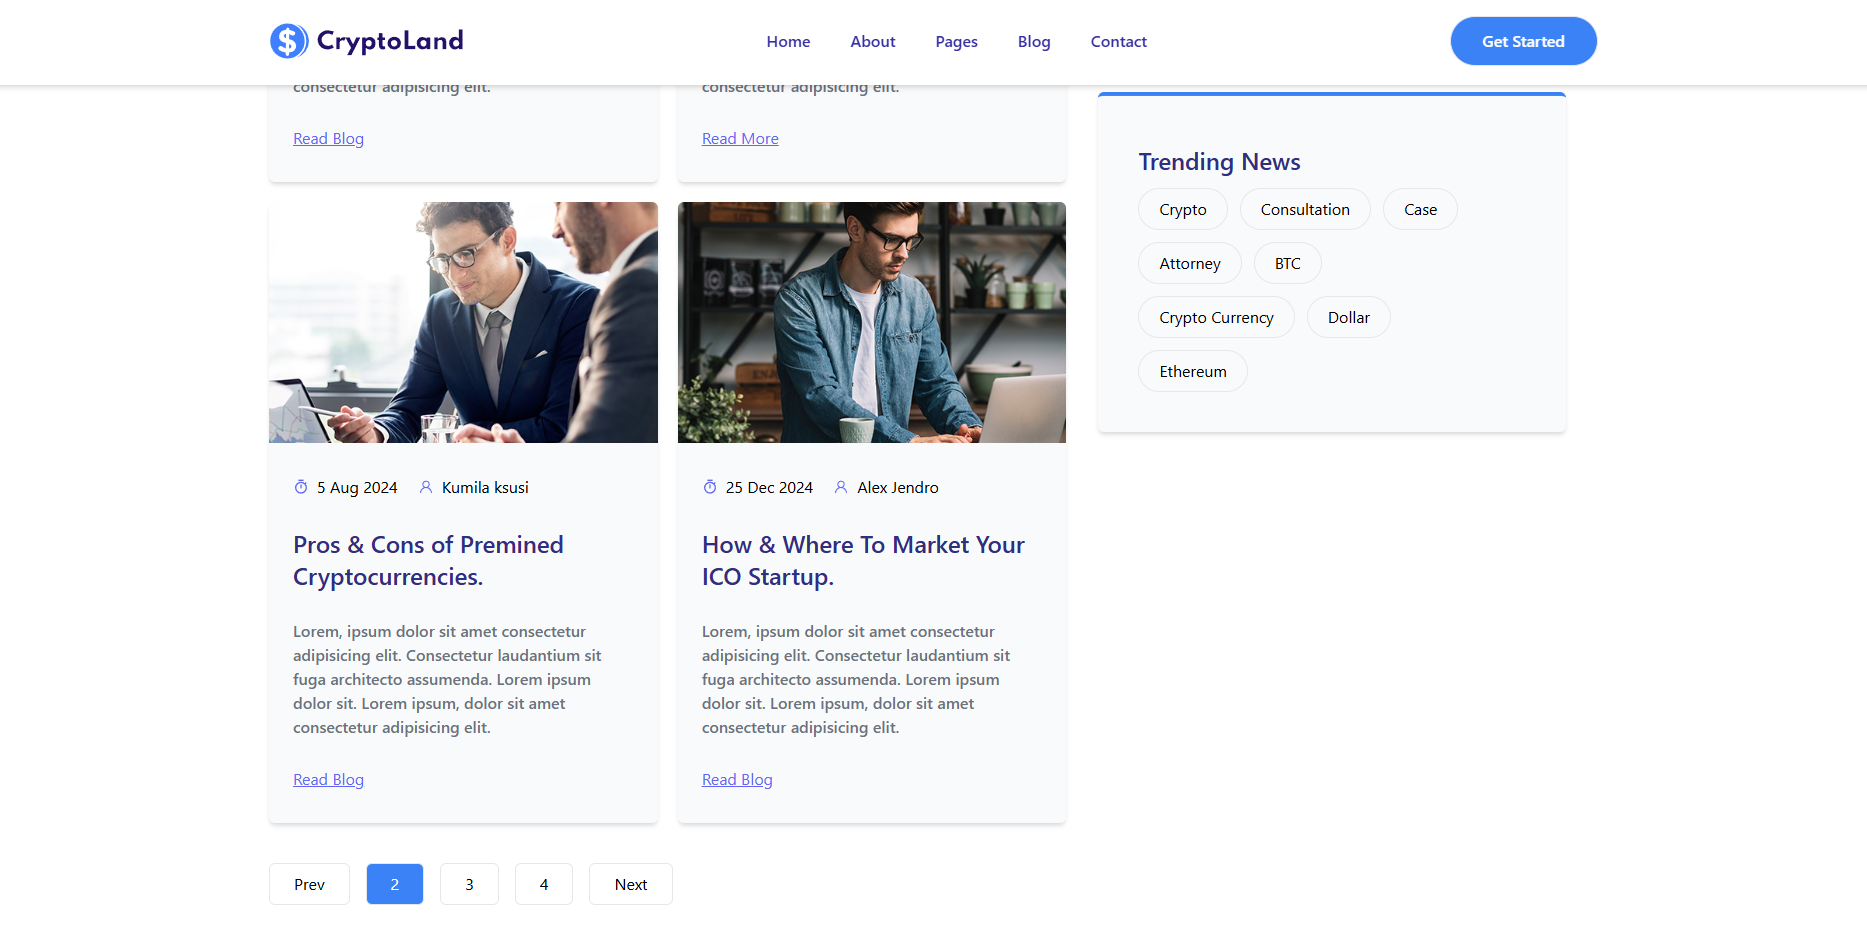 CryptoLand
Home
About
Pages
Blog
Contact
Get Started
consectetur adipisicing elit.
Read Blog
consectetur adipisicing elit.
Read More
5 Aug 2024
Kumila ksusi
Pros & Cons of Premined
Cryptocurrencies.
Lorem, ipsum dolor sit amet consectetur
adipisicing elit. Consectetur laudantium sit
fuga architecto assumenda. Lorem ipsum
dolor sit. Lorem ipsum, dolor sit amet
consectetur adipisicing elit.
Read Blog
25 Dec 2024
Alex Jendro
How & Where To Market Your
ICO Startup.
Lorem, ipsum dolor sit amet consectetur
adipisicing elit. Consectetur laudantium sit
fuga architecto assumenda. Lorem ipsum
dolor sit. Lorem ipsum, dolor sit amet
consectetur adipisicing elit.
Read Blog
Prev
2
3
4
Next
Trending News
Crypto
Consultation
Case
Attorney
BTC
Crypto Currency
Dollar
Ethereum